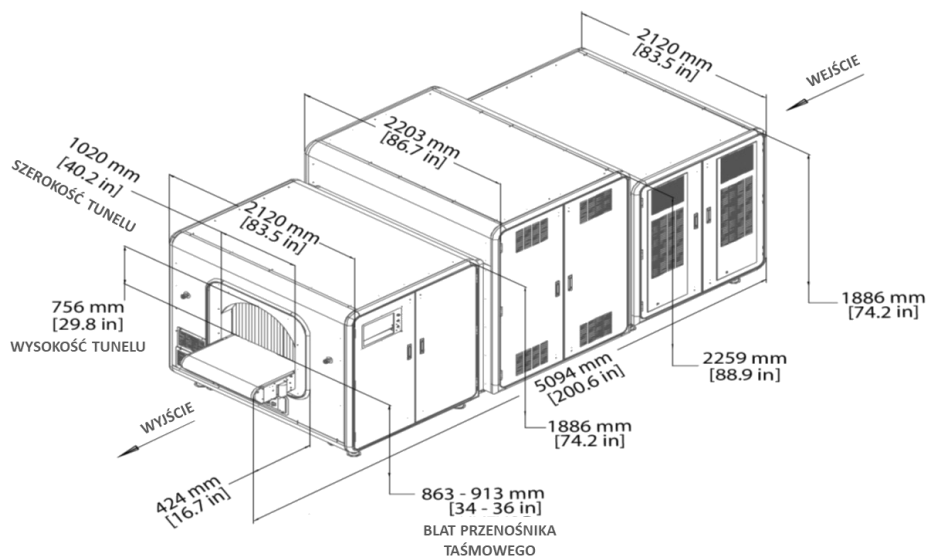 2120 mm
[83.5 in]
WEJŚCIE
2203 mm
[86.7 in]
1020 mm
[40.2 in]
SZEROKOŚĆ TUNELU
2120 mm
[83.5 in]
756 mm
[29.8 in]
WYSOKOŚĆ TUNELU
1886 mm
[74.2 in]
2259 mm
[88.9 in]
5094 mm
[200.6 in]
1886 mm
[74.2 in]
WYJŚCIE
424 mm
[16.7 in]
863 - 913 mm
[34 - 36 in]
BLAT PRZENOŚNIKA
TAŚMOWEGO